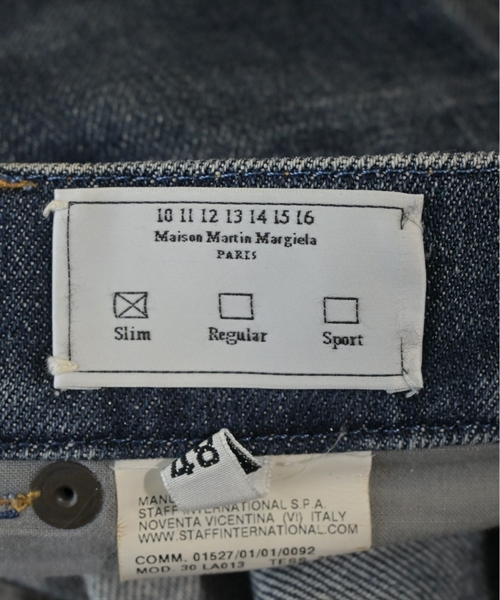 10 11 12 13 14 15 16
Maison Martin Margiela
PARIS
Slim Regular Sport
48
STAFF INTERNATIONAL S.P.A.
NOVENTA VICENTINA (VI) ITALY
WWW.STAFFINTERNATIONAL.COM
COMM. 01527/01/01/0092
MOD. 30 LA013